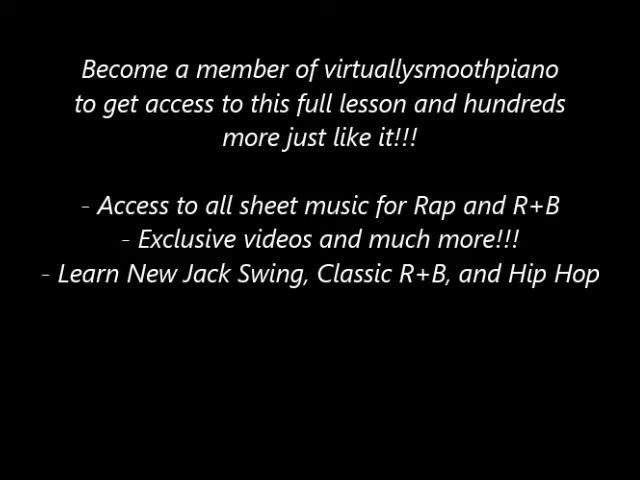 Become a member of virtuallysmoothpiano
to get access to this full lesson and hundreds
more just like it!!!
- Access to all sheet music for Rap and R+B
- Exclusive videos and much more!!!
- Learn New Jack Swing, Classic R+B, and Hip Hop